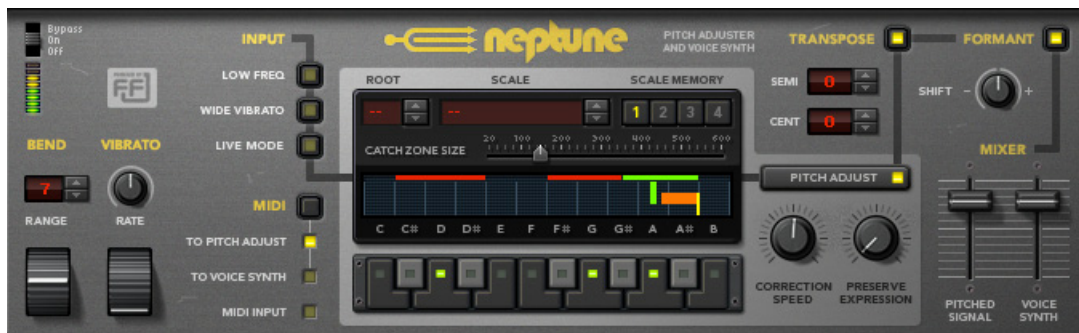 Bypass
On
Off
INPUT
LOW FREQ
WIDE VIBRATO
LIVE MODE
MIDI
TO PITCH ADJUST
TO VOICE SYNTH
MIDI INPUT
POWERED BY
FF
BEND
VIBRATO
7
RANGE
RATE
neptune
PITCH ADJUSTER
AND VOICE SYNTH
ROOT
SCALE
SCALE MEMORY
--
--
1 2 3 4
CATCH ZONE SIZE
20 100 200 300 400 500 600
C C# D D# E F F# G G# A A# B
TRANSPOSE
SEMI
0
CENT
0
PITCH ADJUST
CORRECTION
SPEED
PRESERVE
EXPRESSION
FORMANT
SHIFT - +
MIXER
PITCHED
SIGNAL
VOICE
SYNTH